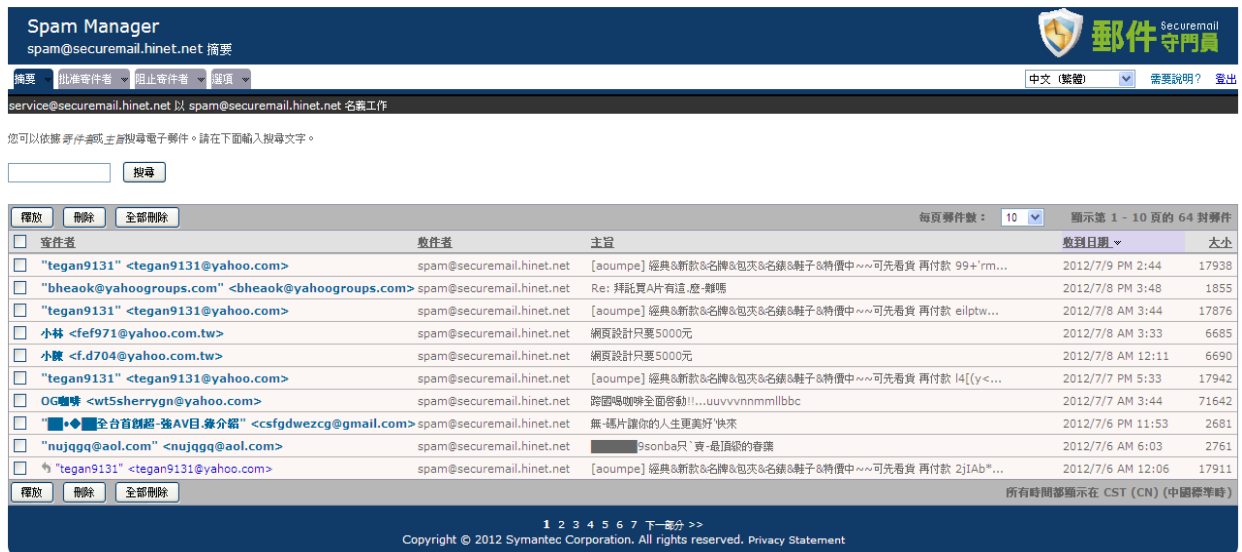 Spam Manager
spam@securemail.hinet.net 摘要
郵件守門員 Securemail
摘要 批准寄件者 阻止寄件者 選項
中文 (繁體) 需要說明? 登出
service@securemail.hinet.net 以 spam@securemail.hinet.net 名義工作
您可以依據寄件者或主旨搜尋電子郵件。請在下面輸入搜尋文字。
搜尋
釋放 刪除 全部刪除 每頁郵件數: 10 顯示第 1 - 10 頁的 64 封郵件
寄件者 收件者 主旨 收到日期 大小
"tegan9131" <tegan9131@yahoo.com> spam@securemail.hinet.net [aoumpe] 經典&新款&名牌&包夾&名錶&鞋子&特價中~~可先看貨 再付款 99+'rm... 2012/7/9 PM 2:44 17938
"bheaok@yahoogroups.com" <bheaok@yahoogroups.com> spam@securemail.hinet.net Re: 拜託買A片有這.麼-難嗎 2012/7/8 PM 3:48 1855
"tegan9131" <tegan9131@yahoo.com> spam@securemail.hinet.net [aoumpe] 經典&新款&名牌&包夾&名錶&鞋子&特價中~~可先看貨 再付款 eilptw... 2012/7/8 AM 3:44 17876
小林 <fef971@yahoo.com.tw> spam@securemail.hinet.net 網頁設計只要5000元 2012/7/8 AM 3:33 6685
小陳 <f.d704@yahoo.com.tw> spam@securemail.hinet.net 網頁設計只要5000元 2012/7/8 AM 12:11 6690
"tegan9131" <tegan9131@yahoo.com> spam@securemail.hinet.net [aoumpe] 經典&新款&名牌&包夾&名錶&鞋子&特價中~~可先看貨 再付款 l4[(y<... 2012/7/7 PM 5:33 17942
OG咖啡 <wt5sherrygn@yahoo.com> spam@securemail.hinet.net 跨國喝咖啡全面啓動!!...uuvvvnnmmllbbc 2012/7/7 AM 3:44 71642
"•◆全台首創超-強AV目.錄介紹" <csfgdwezcg@gmail.com> spam@securemail.hinet.net 無-碼片讓你的人生更美好'快來 2012/7/6 PM 11:53 2681
"nujqgq@aol.com" <nujqgq@aol.com> spam@securemail.hinet.net 9sonba只`賣-最頂級的春藥 2012/7/6 AM 6:03 2761
"tegan9131" <tegan9131@yahoo.com> spam@securemail.hinet.net [aoumpe] 經典&新款&名牌&包夾&名錶&鞋子&特價中~~可先看貨 再付款 2jIAb*... 2012/7/6 AM 12:06 17911
釋放 刪除 全部刪除 所有時間都顯示在 CST (CN) (中國標準時)
1 2 3 4 5 6 7 下一部分 >>
Copyright © 2012 Symantec Corporation. All rights reserved. Privacy Statement